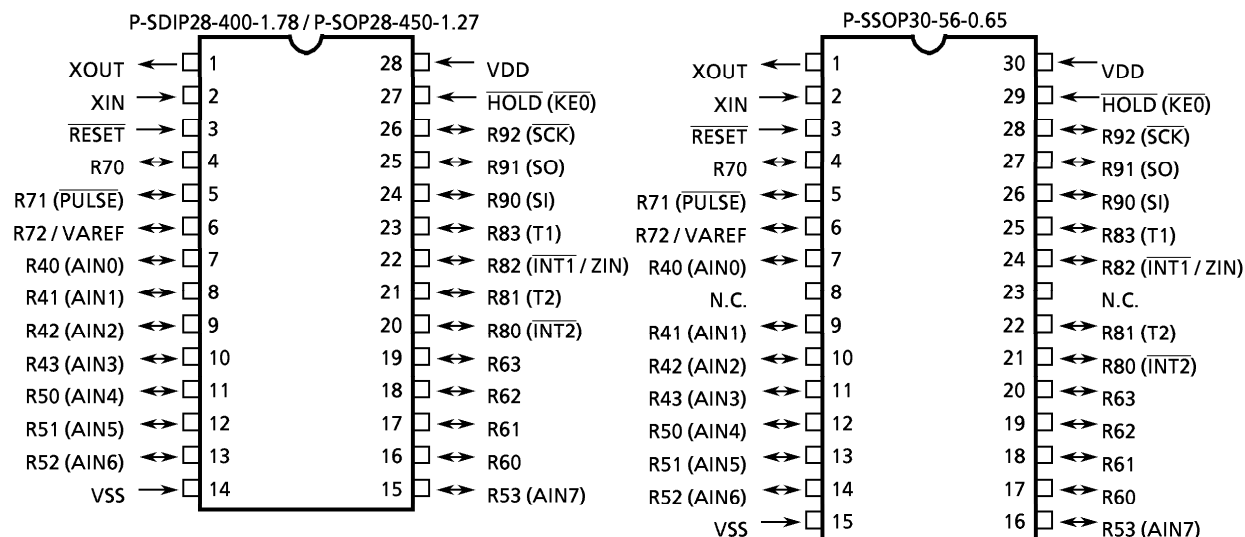 P-SDIP28-400-1.78 / P-SOP28-450-1.27
XOUT 1 28 VDD
XIN 2 27 HOLD (KE0)
RESET 3 26 R92 (SCK)
R70 4 25 R91 (SO)
R71 (PULSE) 5 24 R90 (SI)
R72 / VAREF 6 23 R83 (T1)
R40 (AIN0) 7 22 R82 (INT1 / ZIN)
R41 (AIN1) 8 21 R81 (T2)
R42 (AIN2) 9 20 R80 (INT2)
R43 (AIN3) 10 19 R63
R50 (AIN4) 11 18 R62
R51 (AIN5) 12 17 R61
R52 (AIN6) 13 16 R60
VSS 14 15 R53 (AIN7)
P-SSOP30-56-0.65
XOUT 1 30 VDD
XIN 2 29 HOLD (KE0)
RESET 3 28 R92 (SCK)
R70 4 27 R91 (SO)
R71 (PULSE) 5 26 R90 (SI)
R72 / VAREF 6 25 R83 (T1)
R40 (AIN0) 7 24 R82 (INT1 / ZIN)
N.C. 8 23 N.C.
R41 (AIN1) 9 22 R81 (T2)
R42 (AIN2) 10 21 R80 (INT2)
R43 (AIN3) 11 20 R63
R50 (AIN4) 12 19 R62
R51 (AIN5) 13 18 R61
R52 (AIN6) 14 17 R60
VSS 15 16 R53 (AIN7)